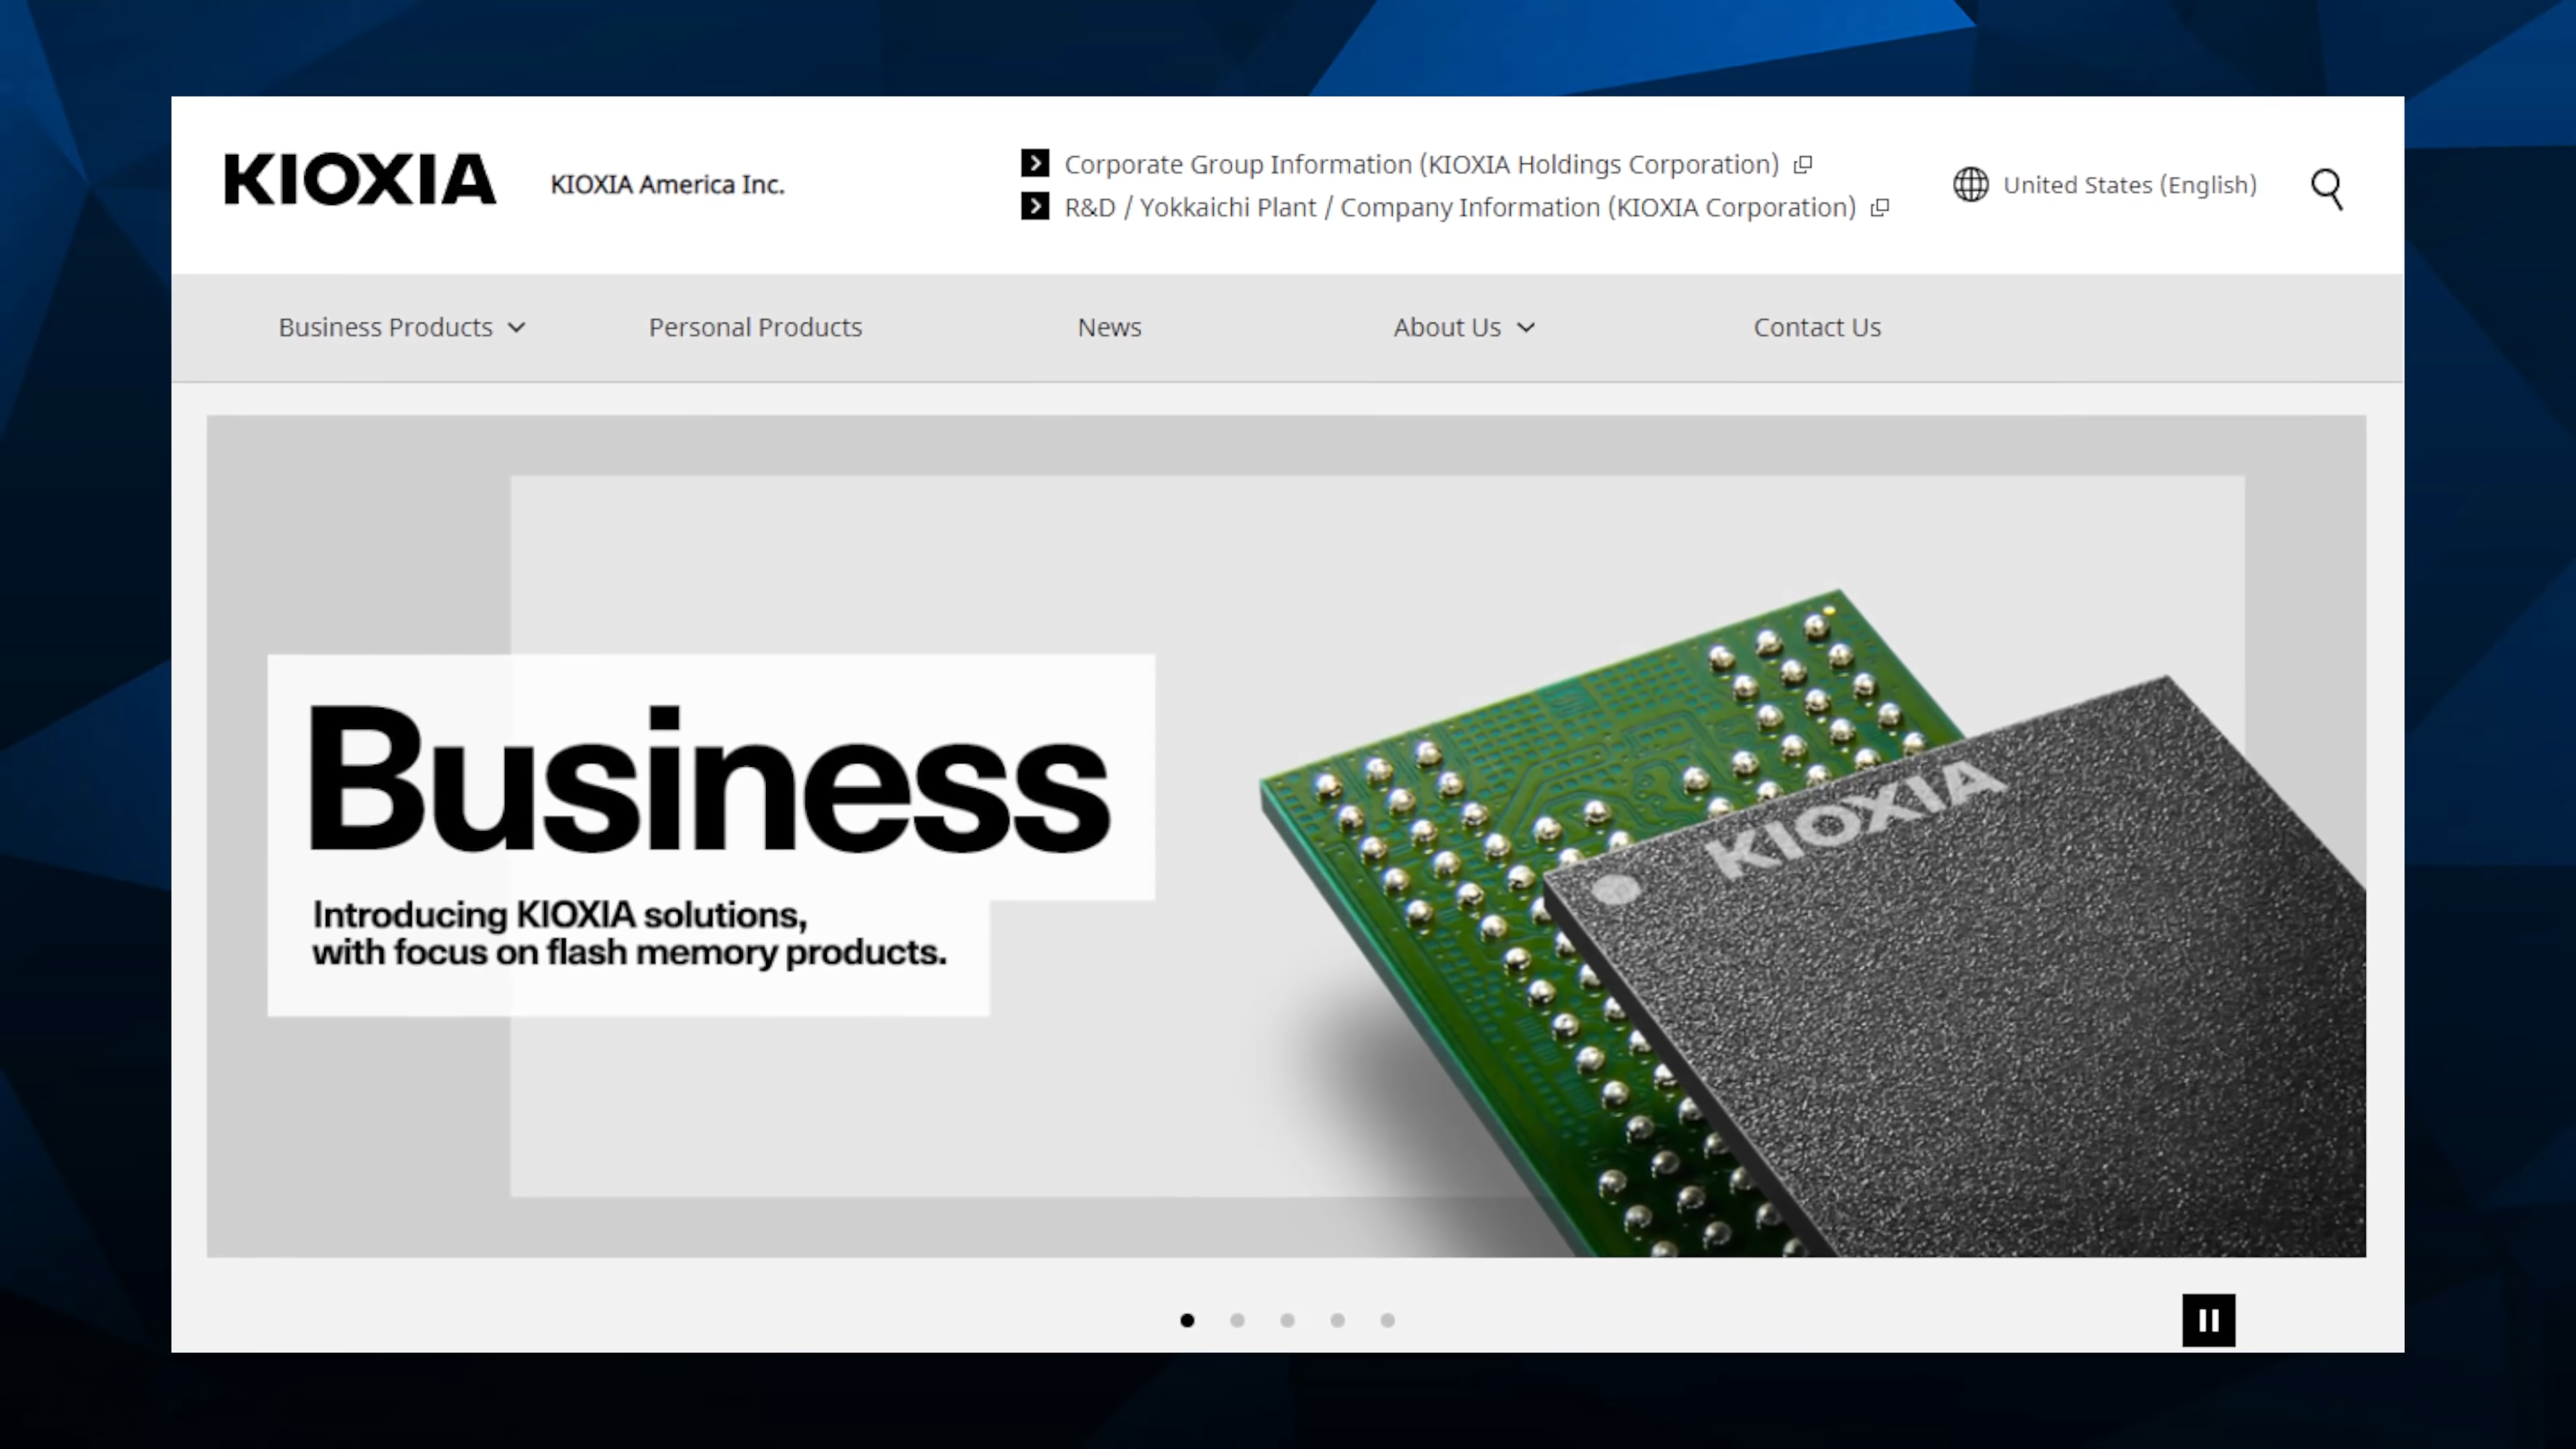 KIOXIA
KIOXIA America Inc.
Corporate Group Information (KIOXIA Holdings Corporation)
R&D / Yokkaichi Plant / Company Information (KIOXIA Corporation)
United States (English)
Business Products
Personal Products
News
About Us
Contact Us
Business
Introducing KIOXIA solutions,
with focus on flash memory products.
KIOXIA